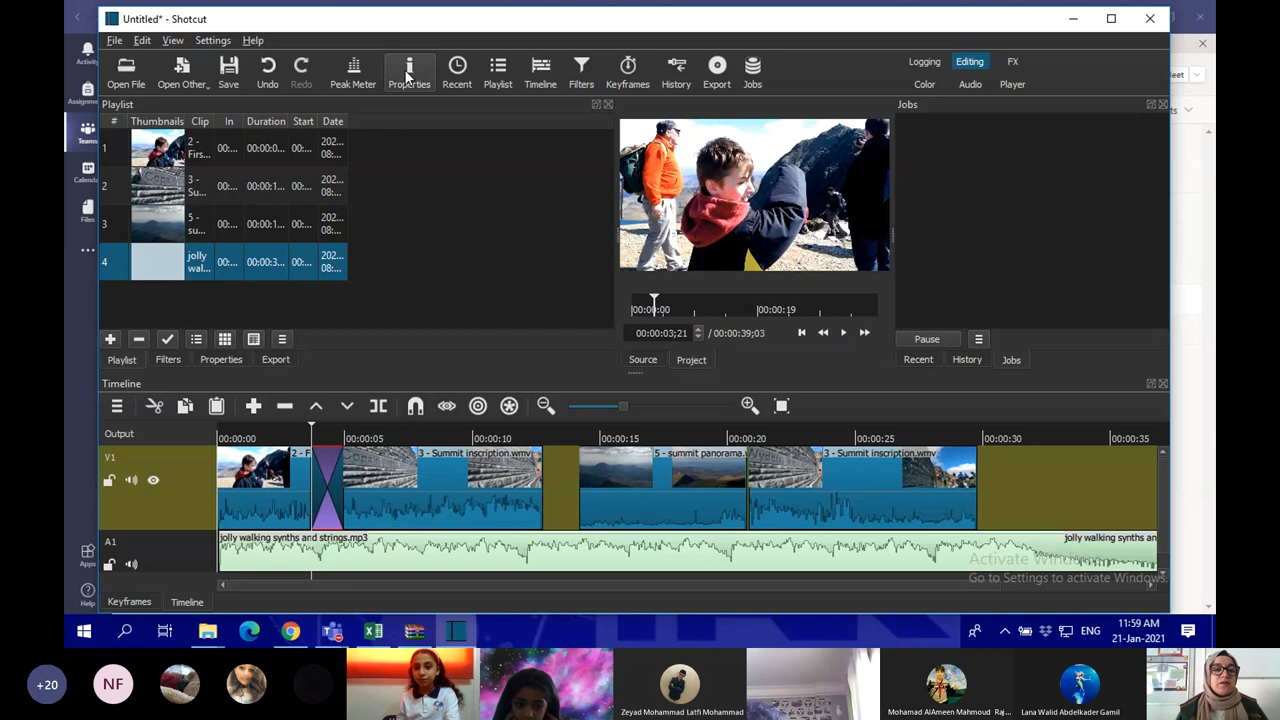 Untitled* - Shotcut
File Edit View Settings Help
Open File Open Other.. Save Undo Redo Peak Meter Properties Recent Playlist Timeline Filters Keyframes History Export Jobs
Logging Editing FX
Color Audio Player
Activity
Teams
Files
Apps
Help
Playlist
Jobs
# Thumbnails Clip In Duration Start Date
1 2 - Firs... 00:... 00:00:0... 00:... 202... 08:...
2 3 - Su... 00:... 00:00:1... 00:... 202... 08:...
3 5 - su... 00:... 00:00:1... 00:... 202... 08:...
4 jolly wal... 00:... 00:00:3... 00:... 202... 08:...
00:00:00 00:00:19
00:00:03;21 / 00:00:39;03
Pause
Playlist Filters Properties Export
Source Project
Recent History Jobs
Timeline
Output
00:00:00 00:00:05 00:00:10 00:00:15 00:00:20 00:00:25 00:00:30 00:00:35
V1
2 - F
3 - Summit inscription.wmv
5 - summit panorama.
3 - Summit inscription.wmv
A1
jolly walking synths and strings.mp3
jolly walking synths an
Activate Windows
Go to Settings to activate Windows.
Keyframes Timeline
ENG
11:59 AM
21-Jan-2021
+20
NF
Zeyad Mohammad Latfi Mohammad
Mohamad AlAmeen Mahmoud Raj...
Lana Walid Abdelkader Gamil